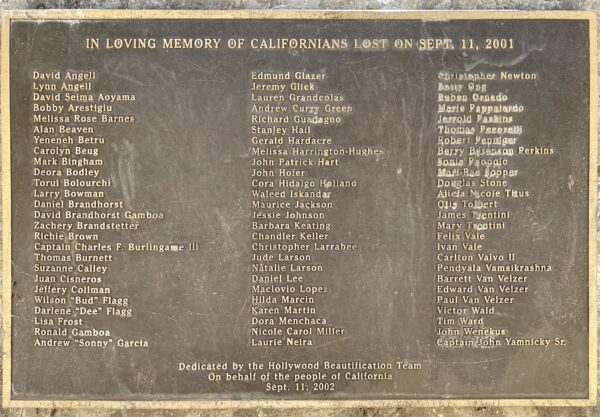 IN LOVING MEMORY OF CALIFORNIANS LOST ON SEPT. 11, 2001
David Angell
Lynn Angell
David Seima Aoyama
Bobby Arestigiu
Melissa Rose Barnes
Alan Beaven
Yeneneh Betru
Carolyn Beug
Mark Bingham
Deora Bodley
Torui Bolourchi
Larry Bowman
Daniel Brandhorst
David Brandhorst Gamboa
Zachery Brandstetter
Richie Brown
Captain Charles F. Burlingame III
Thomas Burnett
Suzanne Calley
Juan Cisneros
Jeffery Collman
Wilson "Bud" Flagg
Darlene "Dee" Flagg
Lisa Frost
Ronald Gamboa
Andrew "Sonny" Garcia
Edmund Glazer
Jeremy Glick
Lauren Grandcolas
Andrew Curry Green
Richard Guadagno
Stanley Hall
Gerald Hardacre
Melissa Harrington-Hughes
John Patrick Hart
John Hofer
Cora Hidalgo Holland
Waleed Iskandar
Maurice Jackson
Jessie Johnson
Barbara Keating
Chandler Keller
Christopher Larrabee
Jude Larson
Natalie Larson
Daniel Lee
Maclovio Lopez
Hilda Marcin
Karen Martin
Dora Menchaca
Nicole Carol Miller
Laurie Neira
Christopher Newton
Betty Ong
Ruben Ornedo
Marie Pappalardo
Jerrold Paskins
Thomas Pecorelli
Robert Penniger
Berry Berenson Perkins
Sonia Puopolo
Mari-Rae Sopper
Douglas Stone
Alicia Nicole Titus
Otis Tolbert
James Trentini
Mary Trentini
Felix Vale
Ivan Vale
Carlton Valvo II
Pendyala Vamsikrashna
Barrett Van Velzer
Edward Van Velzer
Paul Van Velzer
Victor Wald
Tim Ward
John Wenekus
Captain John Yamnicky Sr.
Dedicated by the Hollywood Beautification Team
On behalf of the people of California
Sept. 11, 2002